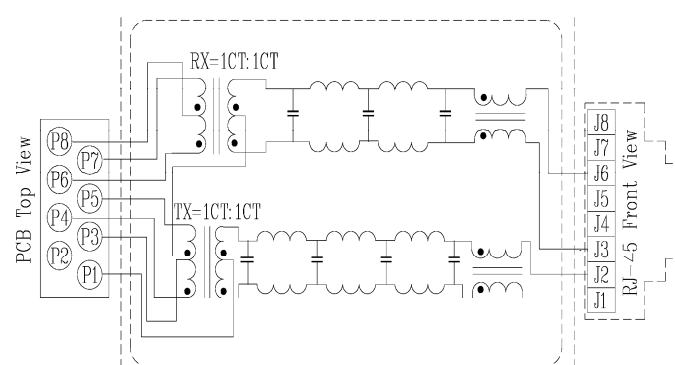 RX=1CT:1CT
TX=1CT:1CT
PCB Top View
P8
P7
P6
P5
P4
P3
P2
P1
J8
J7
J6
J5
J4
J3
J2
J1
RJ-45 Front View